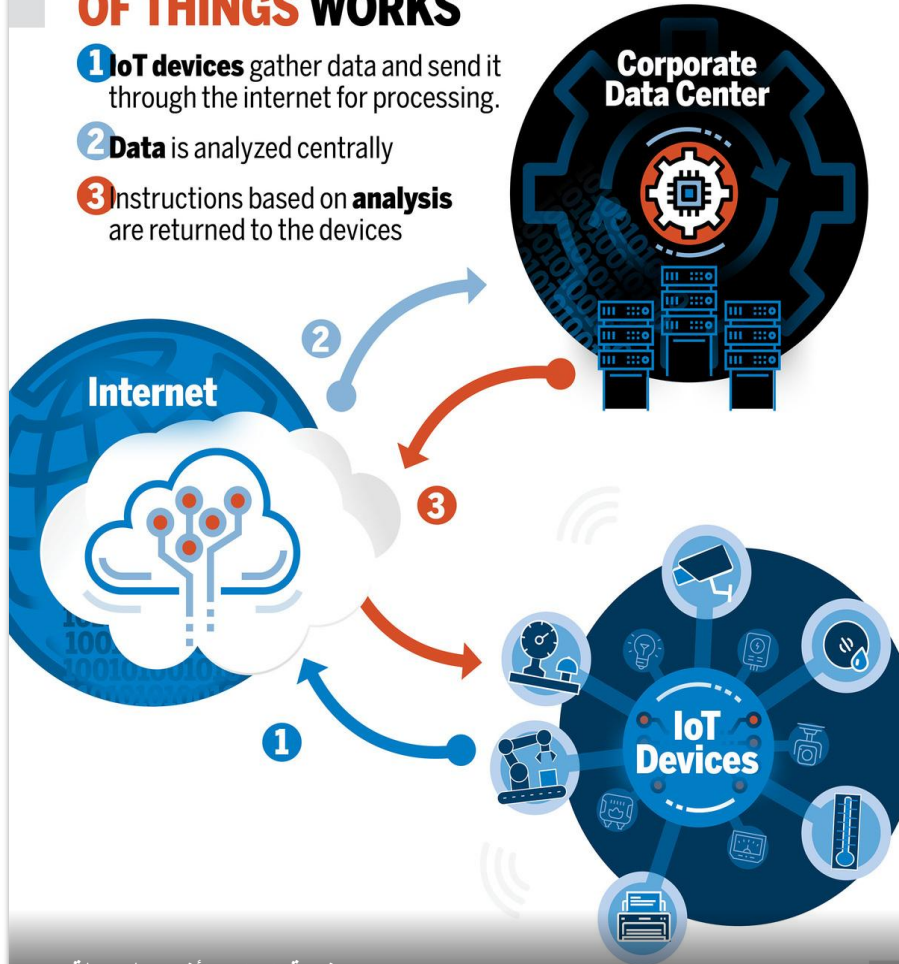 OF THINGS WORKS
1 IoT devices gather data and send it
through the internet for processing.
2 Data is analyzed centrally
3 Instructions based on analysis
are returned to the devices
Corporate
Data Center
2
Internet
3
1
IoT
Devices